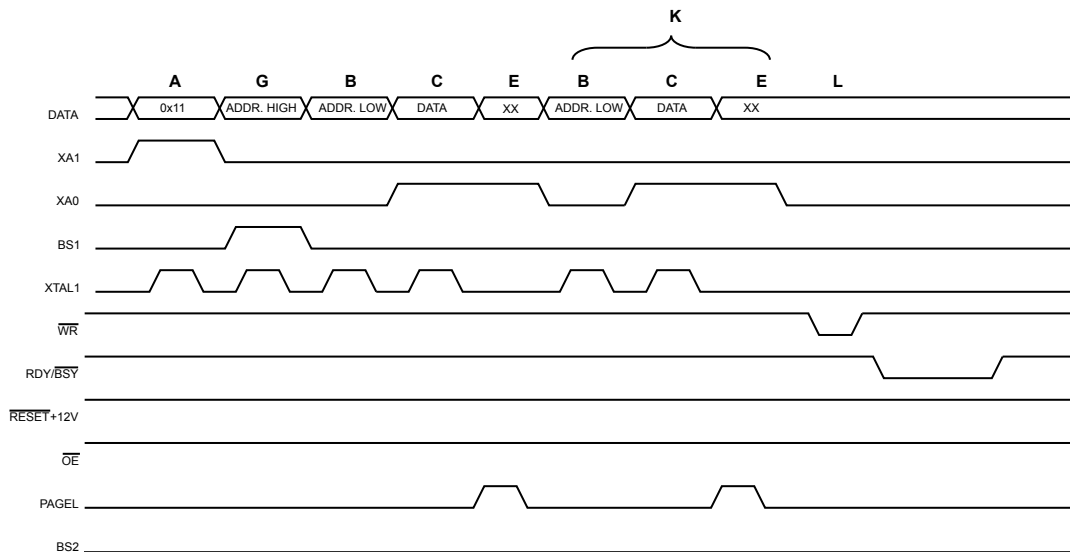 K
A G B C E B C E L
DATA 0x11 ADDR. HIGH ADDR. LOW DATA XX ADDR. LOW DATA XX
XA1
XA0
BS1
XTAL1
WR
RDY/BSY
RESET+12V
OE
PAGEL
BS2